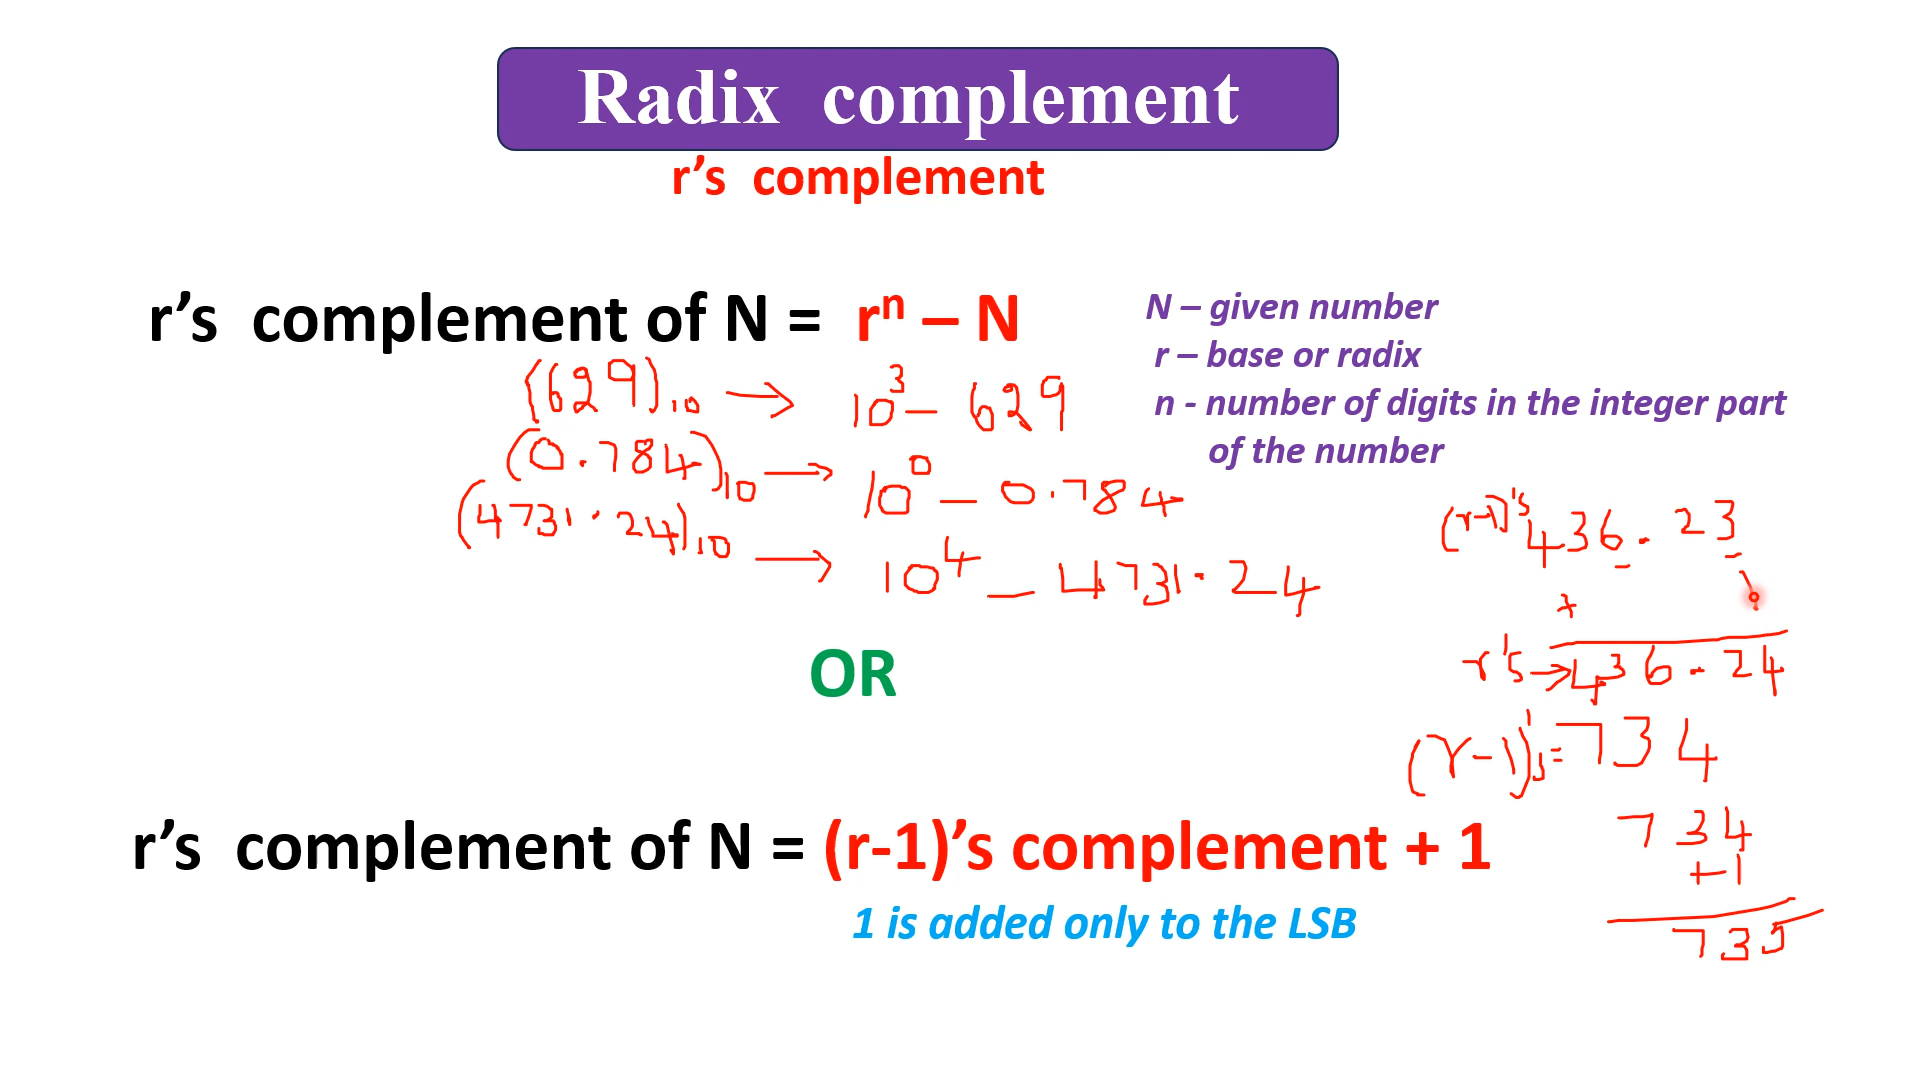 Radix complement
r’s complement
r’s complement of N = rⁿ – N
N – given number
r – base or radix
n - number of digits in the integer part
of the number
(629)₁₀ → 10³ – 629
(0.784)₁₀ → 10⁰ – 0.784
(4731.24)₁₀ → 10⁴ – 4731.24
(r-1)'s 436.23
+ 1
r's → 436.24
OR
(r-1)'s = 734
734
+1
735
r’s complement of N = (r-1)’s complement + 1
1 is added only to the LSB